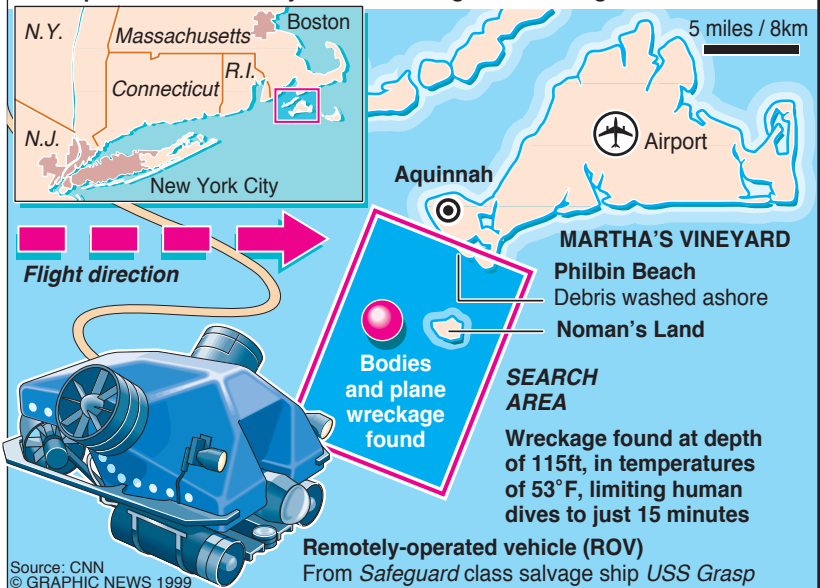 N.Y.
Massachusetts
Boston
R.I.
Connecticut
N.J.
New York City
5 miles / 8km
Airport
Aquinnah
MARTHA'S VINEYARD
Philbin Beach
Debris washed ashore
Noman's Land
Flight direction
Bodies
and plane
wreckage
found
SEARCH
AREA
Wreckage found at depth
of 115ft, in temperatures
of 53°F, limiting human
dives to just 15 minutes
Remotely-operated vehicle (ROV)
From Safeguard class salvage ship USS Grasp
Source: CNN
© GRAPHIC NEWS 1999